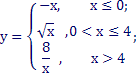 y = { −x, x ≤ 0;
√x , 0 < x ≤ 4;
8/x , x > 4